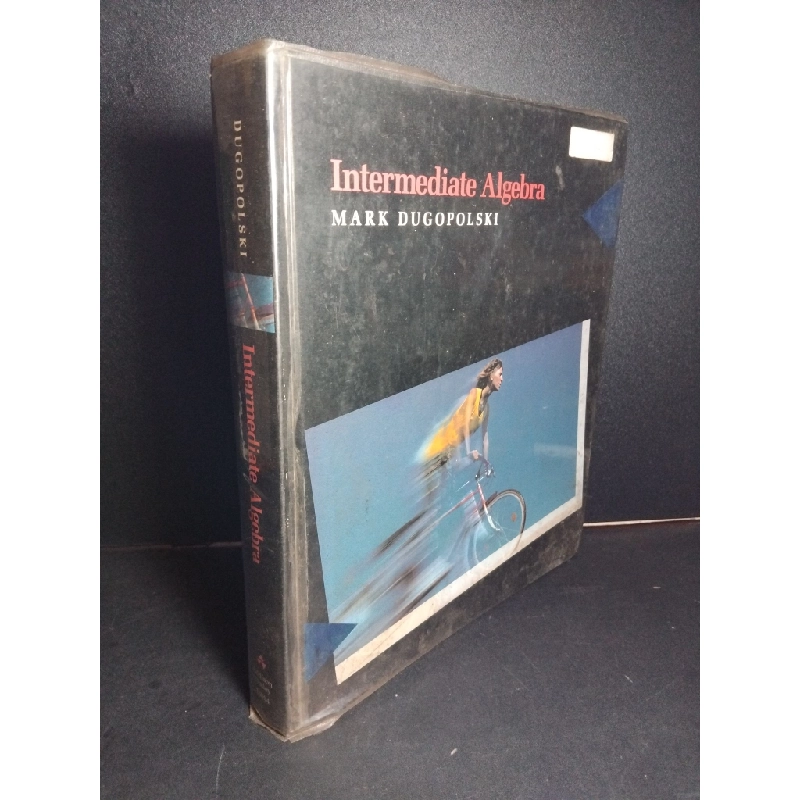 Intermediate Algebra
MARK DUGOPOLSKI
DUGOPOLSKI
Intermediate Algebra